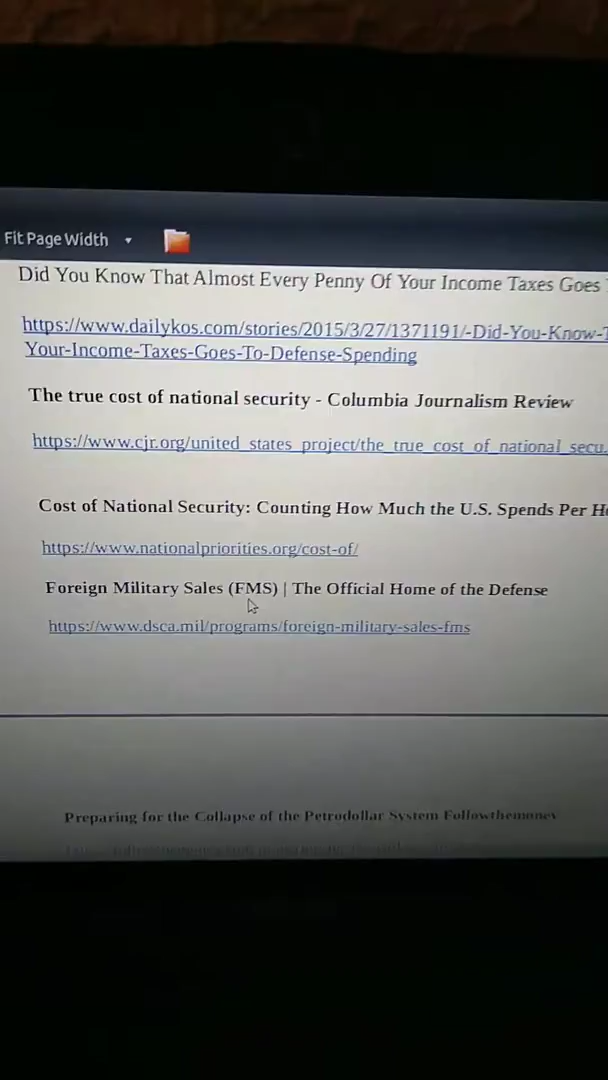 Fit Page Width
Did You Know That Almost Every Penny Of Your Income Taxes Goes
https://www.dailykos.com/stories/2015/3/27/1371191/-Did-You-Know-T
Your-Income-Taxes-Goes-To-Defense-Spending
The true cost of national security - Columbia Journalism Review
https://www.cjr.org/united_states_project/the_true_cost_of_national_secu.
Cost of National Security: Counting How Much the U.S. Spends Per Ho
https://www.nationalpriorities.org/cost-of/
Foreign Military Sales (FMS) | The Official Home of the Defense
https://www.dsca.mil/programs/foreign-military-sales-fms
Preparing for the Collapse of the Petrodollar System Followthemoney